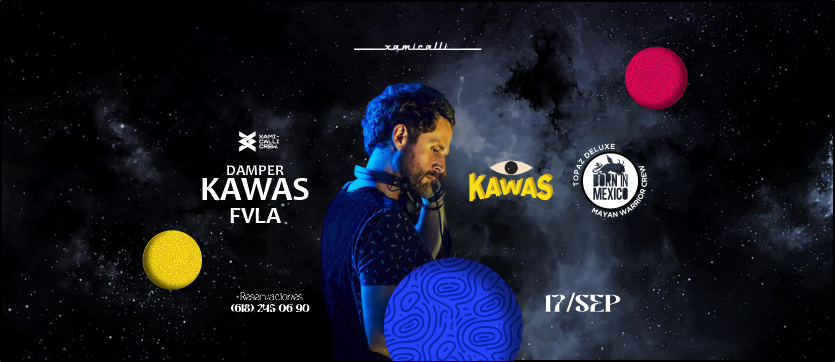 xamicalli
XAMI-
CALLI
CREW
DAMPER
KAWAS
FVLA
KAWAS
TOPAZ DELUXE
BORN IN
MEXICO
MAYAN WARRIOR CREW
•Reservaciones
(618) 245 06 90
17/SEP